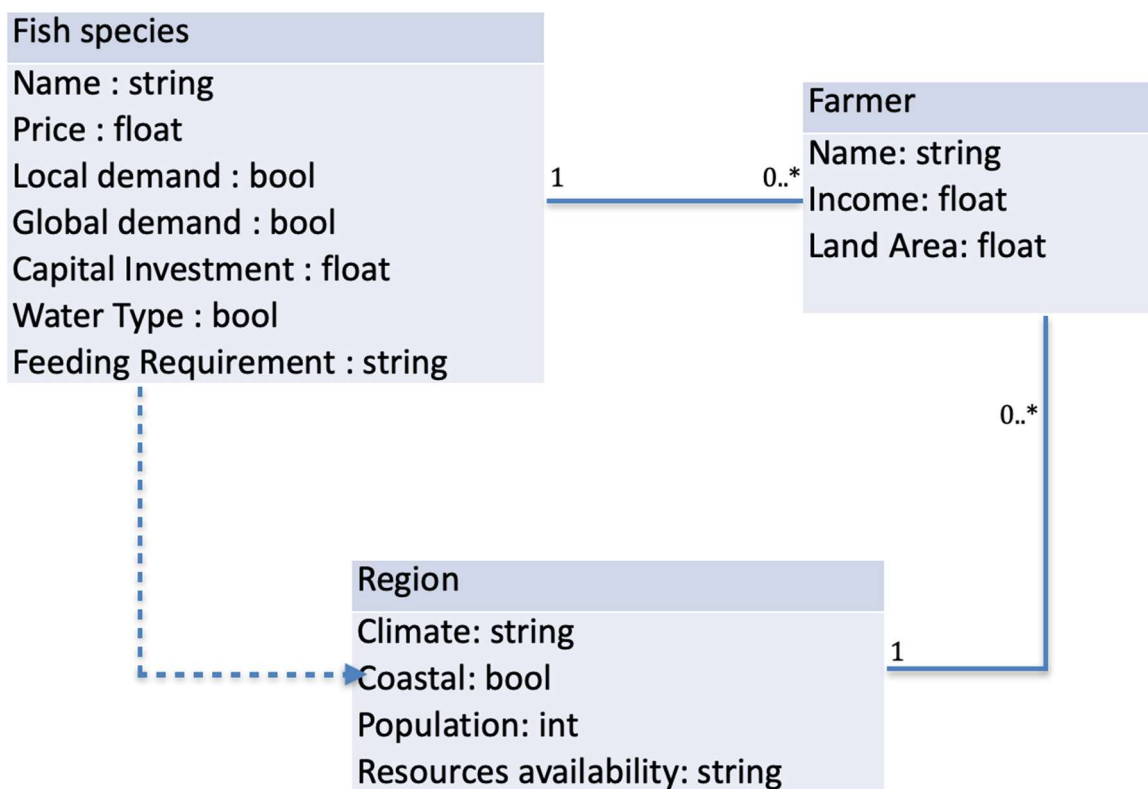 Fish species
Name : string
Price : float
Local demand : bool
Global demand : bool
Capital Investment : float
Water Type : bool
Feeding Requirement : string
1
0..*
Farmer
Name: string
Income: float
Land Area: float
0..*
1
Region
Climate: string
Coastal: bool
Population: int
Resources availability: string